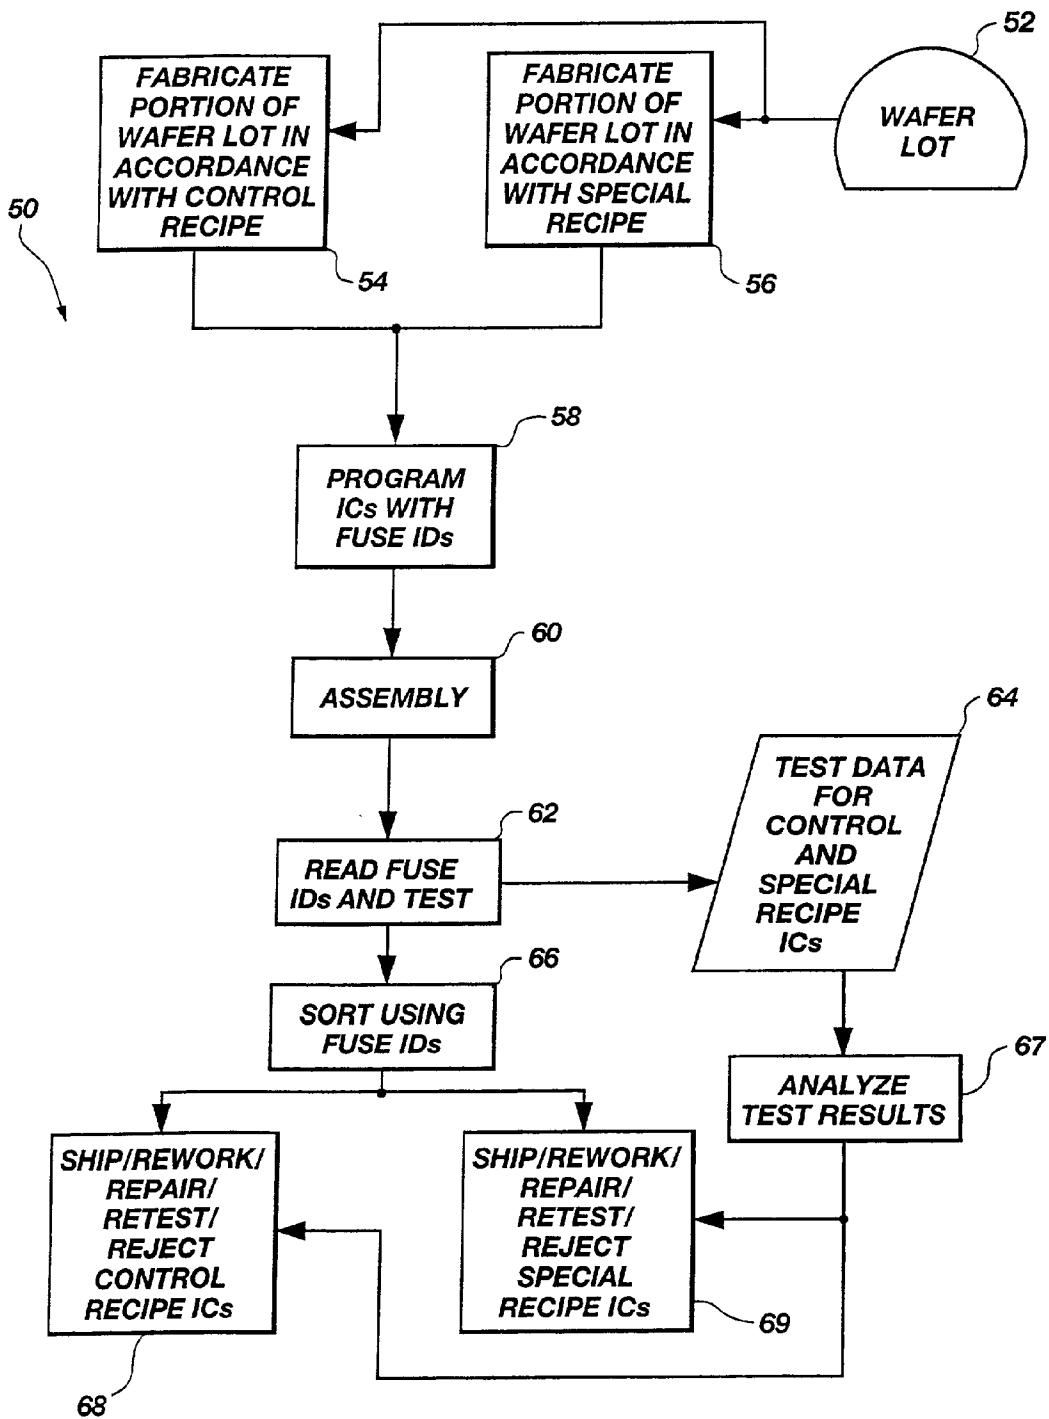 52
WAFER
LOT
FABRICATE
PORTION OF
WAFER LOT IN
ACCORDANCE
WITH CONTROL
RECIPE
54
FABRICATE
PORTION OF
WAFER LOT IN
ACCORDANCE
WITH SPECIAL
RECIPE
56
50
58
PROGRAM
ICs WITH
FUSE IDs
60
ASSEMBLY
62
READ FUSE
IDs AND TEST
64
TEST DATA
FOR
CONTROL
AND
SPECIAL
RECIPE
ICs
66
SORT USING
FUSE IDs
67
ANALYZE
TEST RESULTS
SHIP/REWORK/
REPAIR/
RETEST/
REJECT
CONTROL
RECIPE ICs
68
SHIP/REWORK/
REPAIR/
RETEST/
REJECT
SPECIAL
RECIPE ICs
69